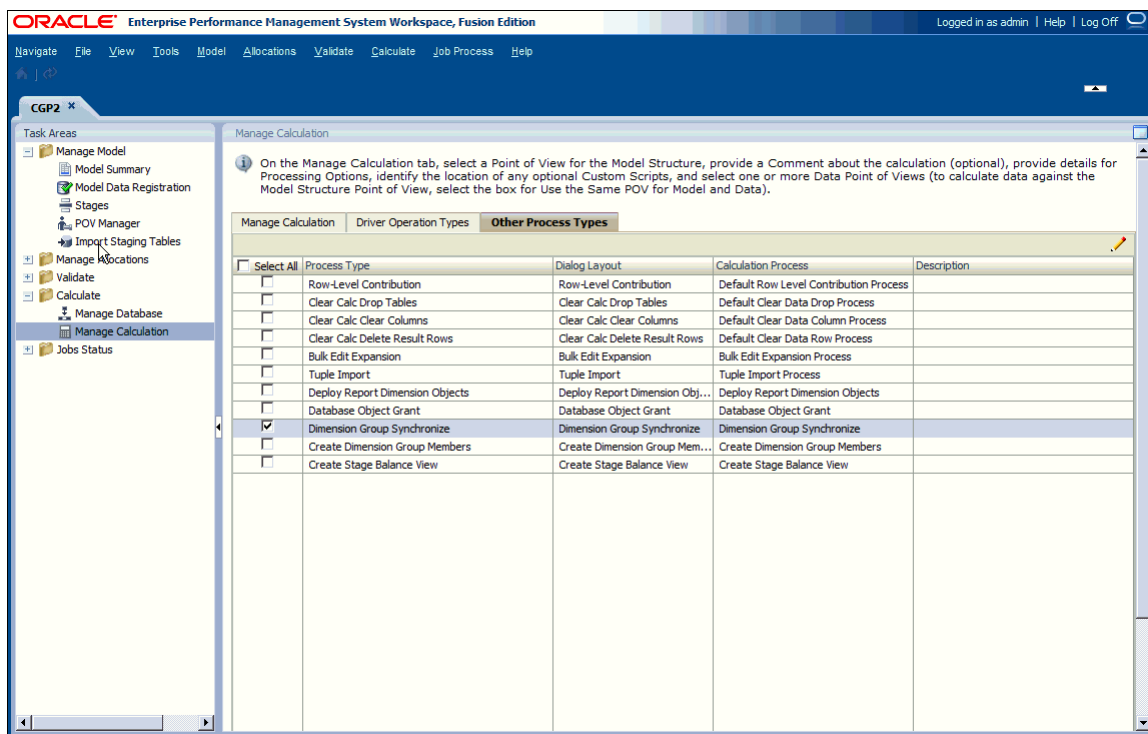 ORACLE Enterprise Performance Management System Workspace, Fusion Edition
Logged in as admin | Help | Log Off
Navigate File View Tools Model Allocations Validate Calculate Job Process Help
CGP2
Task Areas
Manage Model
Model Summary
Model Data Registration
Stages
POV Manager
Import Staging Tables
Manage Allocations
Validate
Calculate
Manage Database
Manage Calculation
Jobs Status
Manage Calculation
On the Manage Calculation tab, select a Point of View for the Model Structure, provide a Comment about the calculation (optional), provide details for
Processing Options, identify the location of any optional Custom Scripts, and select one or more Data Point of Views (to calculate data against the
Model Structure Point of View, select the box for Use the Same POV for Model and Data).
Manage Calculation Driver Operation Types Other Process Types
Select All Process Type Dialog Layout Calculation Process Description
Row-Level Contribution Row-Level Contribution Default Row Level Contribution Process
Clear Calc Drop Tables Clear Calc Drop Tables Default Clear Data Drop Process
Clear Calc Clear Columns Clear Calc Clear Columns Default Clear Data Column Process
Clear Calc Delete Result Rows Clear Calc Delete Result Rows Default Clear Data Row Process
Bulk Edit Expansion Bulk Edit Expansion Bulk Edit Expansion Process
Tuple Import Tuple Import Tuple Import Process
Deploy Report Dimension Objects Deploy Report Dimension Obj... Deploy Report Dimension Objects
Database Object Grant Database Object Grant Database Object Grant
Dimension Group Synchronize Dimension Group Synchronize Dimension Group Synchronize
Create Dimension Group Members Create Dimension Group Mem... Create Dimension Group Members
Create Stage Balance View Create Stage Balance View Create Stage Balance View